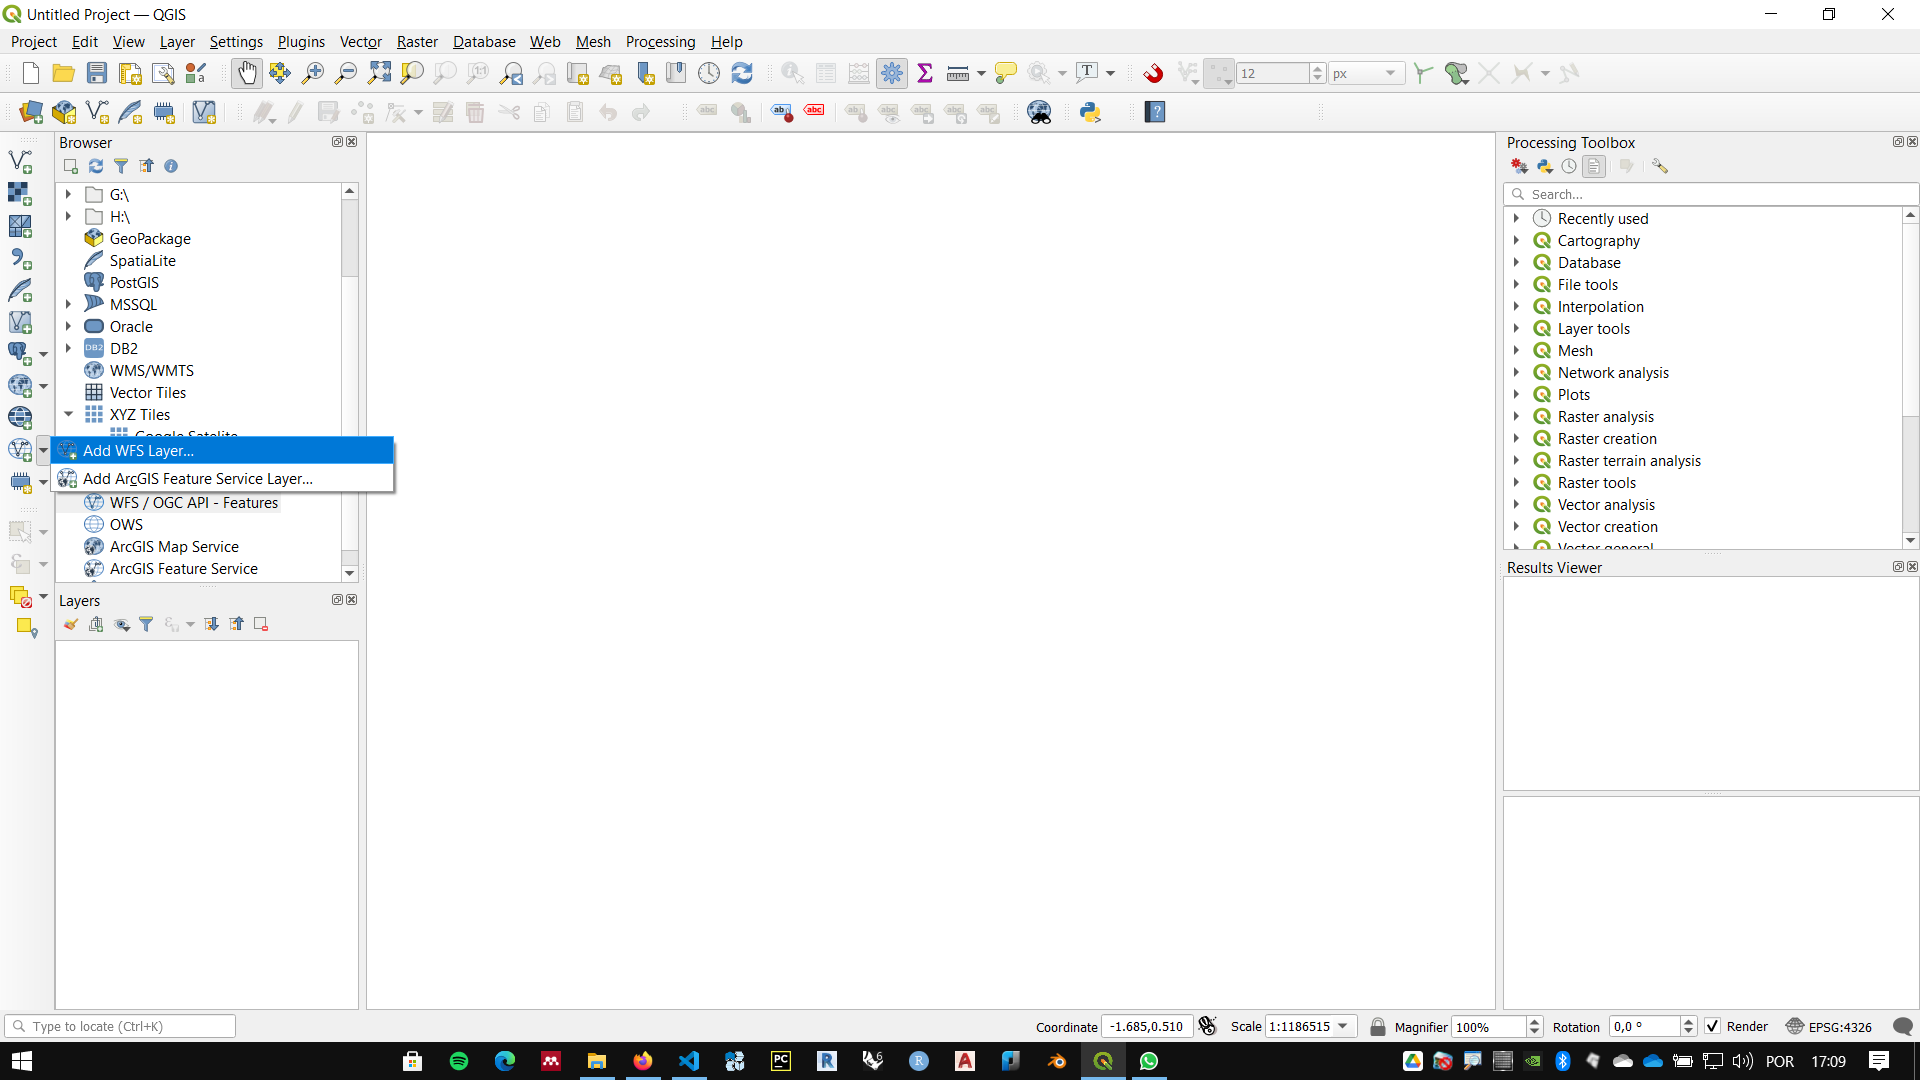 Untitled Project — QGIS
Project Edit View Layer Settings Plugins Vector Raster Database Web Mesh Processing Help
12 px
Browser
G:\
H:\
GeoPackage
SpatiaLite
PostGIS
MSSQL
Oracle
DB2
WMS/WMTS
Vector Tiles
XYZ Tiles
Google Satelite
Add WFS Layer...
Add ArcGIS Feature Service Layer...
WFS / OGC API - Features
OWS
ArcGIS Map Service
ArcGIS Feature Service
Layers
Processing Toolbox
Search...
Recently used
Cartography
Database
File tools
Interpolation
Layer tools
Mesh
Network analysis
Plots
Raster analysis
Raster creation
Raster terrain analysis
Raster tools
Vector analysis
Vector creation
Vector general
Results Viewer
Type to locate (Ctrl+K)
Coordinate -1.685,0.510 Scale 1:1186515 Magnifier 100% Rotation 0,0 ° Render EPSG:4326
POR 17:09